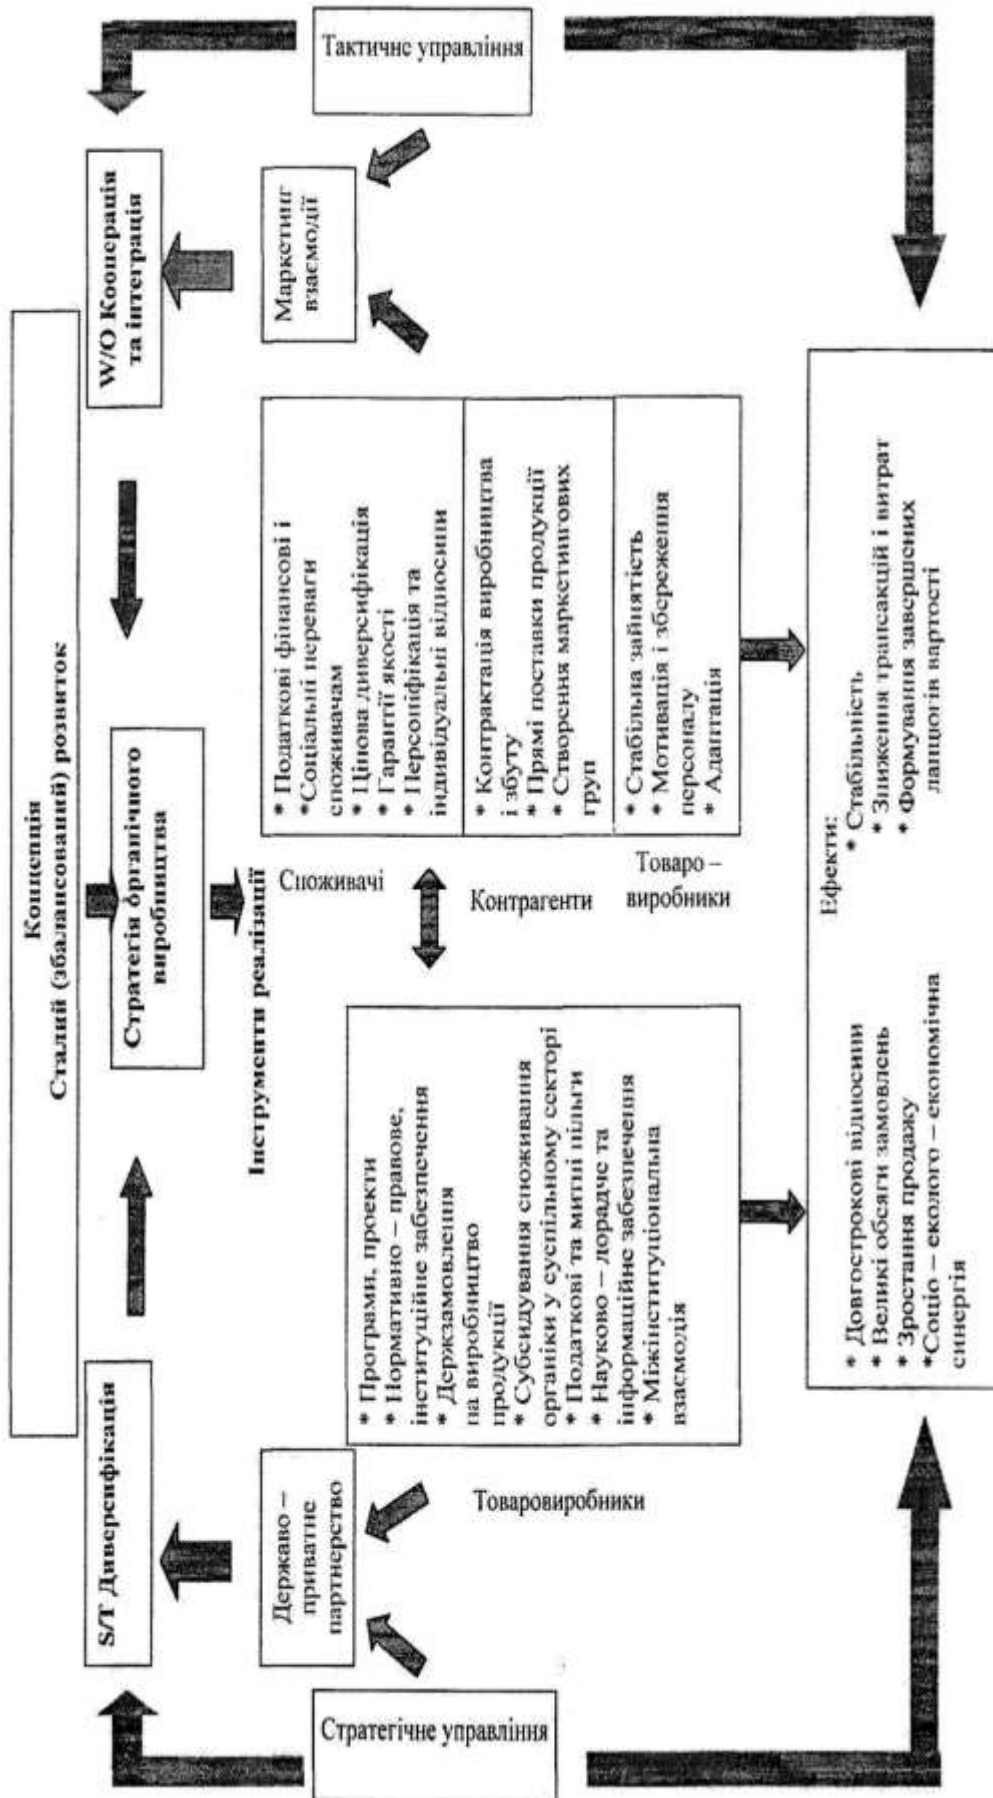 Концепція
Сталий (збалансований) розвиток
S/T Диверсифікація
Стратегія органічного
виробництва
W/O Кооперація
та інтеграція
Інструменти реалізації
Державо –
приватне
партнерство
Маркетинг
взаємодії
Стратегічне управління
Тактичне управління
Товаровиробники
* Програми, проекти
* Нормативно – правове,
інституційне забезпечення
* Держзамовлення
на виробництво
продукції
* Субсидування споживання
органіки у суспільному секторі
* Податкові та митні пільги
* Науково – дорадче та
інформаційне забезпечення
* Міжінституціональна
взаємодія
Споживачі
* Податкові фінансові і
*Соціальні переваги
споживачам
* Цінова диверсифікація
* Гарантії якості
* Персоніфікація та
індивідуальні відносини
Контрагенти
* Контрактація виробництва
і збуту
* Прямі поставки продукції
* Створення маркетингових
груп
Товаро –
виробники
* Стабільна зайнятість
* Мотивація і збереження
персоналу
* Адаптація
Ефекти:
* Довгострокові відносини
* Великі обсяги замовлень
* Зростання продажу
*Соціо – еколого – економічна
синергія
* Стабільність
* Зниження трансакцій и витрат
* Формування завершених
ланцюгів вартості